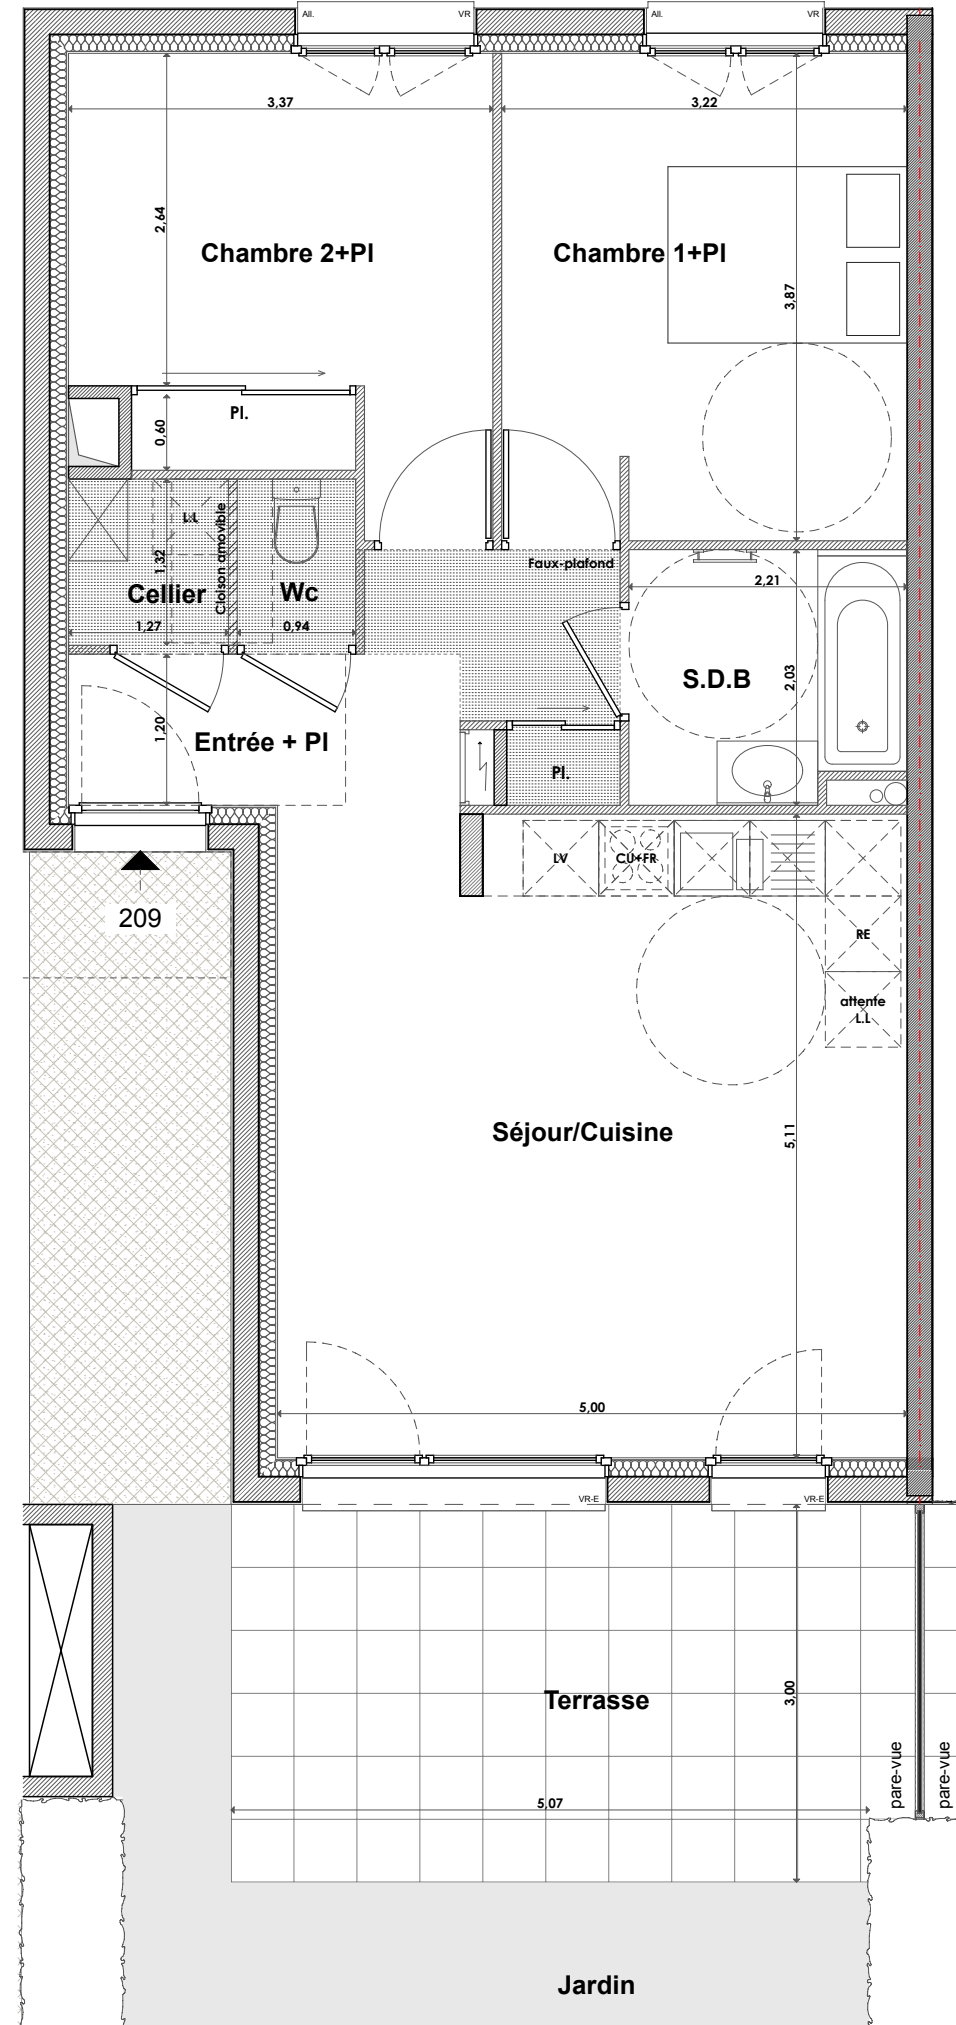 All.
VR
All.
VR
3,37
3,22
2,64
Chambre 2+Pl
Chambre 1+Pl
3,87
Pl.
0,60
L.L
Cloison amovible
1,32
Cellier
Wc
Faux-plafond
2,21
1,27
0,94
S.D.B
2,03
1,20
Entrée + Pl
Pl.
LV
CU+FR
209
RE
attente
L.L
Séjour/Cuisine
5,11
5,00
VR-E
VR-E
Terrasse
3,00
pare-vue
pare-vue
5,07
Jardin